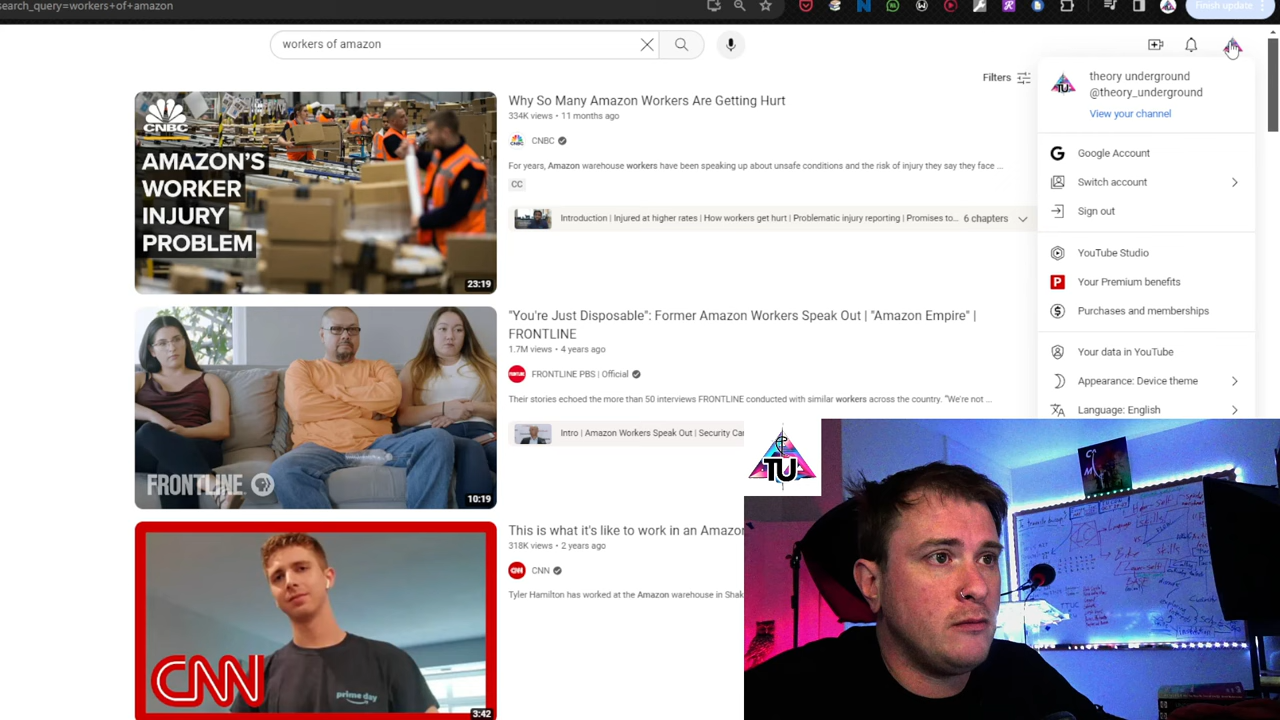 search_query=workers+of+amazon
Finish update
workers of amazon
Filters
theory underground
@theory_underground
View your channel
Google Account
Switch account
Sign out
YouTube Studio
Your Premium benefits
Purchases and memberships
Your data in YouTube
Appearance: Device theme
Language: English
CNBC
AMAZON'S
WORKER
INJURY
PROBLEM
23:19
Why So Many Amazon Workers Are Getting Hurt
334K views • 11 months ago
CNBC
For years, Amazon warehouse workers have been speaking up about unsafe conditions and the risk of injury they say they face ...
CC
Introduction | Injured at higher rates | How workers get hurt | Problematic injury reporting | Promises to... 6 chapters
FRONTLINE
10:19
"You're Just Disposable": Former Amazon Workers Speak Out | "Amazon Empire" |
FRONTLINE
1.7M views • 4 years ago
FRONTLINE PBS | Official
Their stories echoed the more than 50 interviews FRONTLINE conducted with similar workers across the country. "We're not ...
Intro | Amazon Workers Speak Out | Security
CNN
prime day
3:42
This is what it's like to work in an Amazon
318K views • 2 years ago
CNN
Tyler Hamilton has worked at the Amazon warehouse in
TU